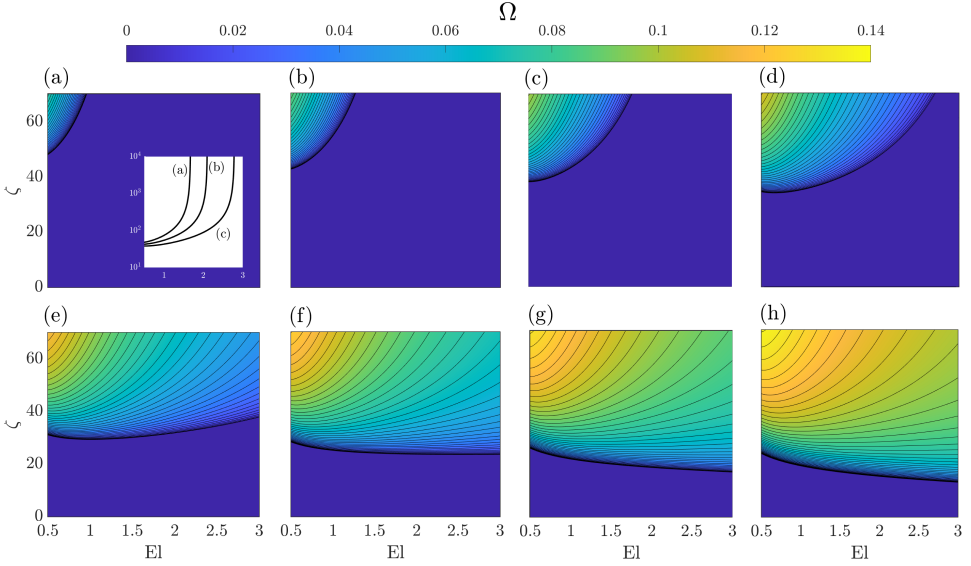 Ω
0 0.02 0.04 0.06 0.08 0.1 0.12 0.14
(a) (b) (c) (d)
60
40
20
0
ζ
10⁴
10³
10²
10¹
(a) (b)
(c)
1 2 3
(e) (f) (g) (h)
60
40
20
0
ζ
0.5 1 1.5 2 2.5 3 0.5 1 1.5 2 2.5 3 0.5 1 1.5 2 2.5 3 0.5 1 1.5 2 2.5 3
El El El El